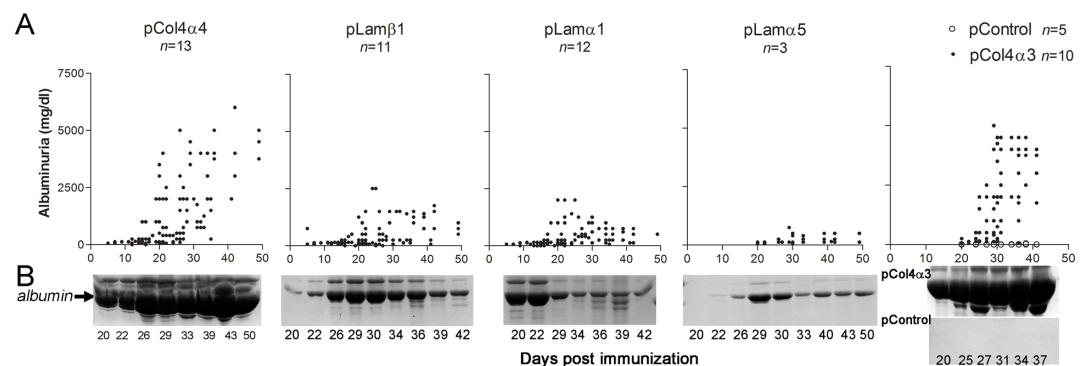 A
pCol4α4
n=13
pLamβ1
n=11
pLamα1
n=12
pLamα5
n=3
pControl n=5
pCol4α3 n=10
Albuminuria (mg/dl)
7500
5000
2500
0
0 10 20 30 40 50
0 10 20 30 40 50
0 10 20 30 40 50
0 10 20 30 40 50
0 10 20 30 40 50
B
albumin
pCol4α3
pControl
20 22 26 29 33 39 43 50
20 22 26 29 30 34 36 39 42
20 22 29 34 36 39 42
20 22 26 29 30 33 40 43 50
20 25 27 31 34 37
Days post immunization